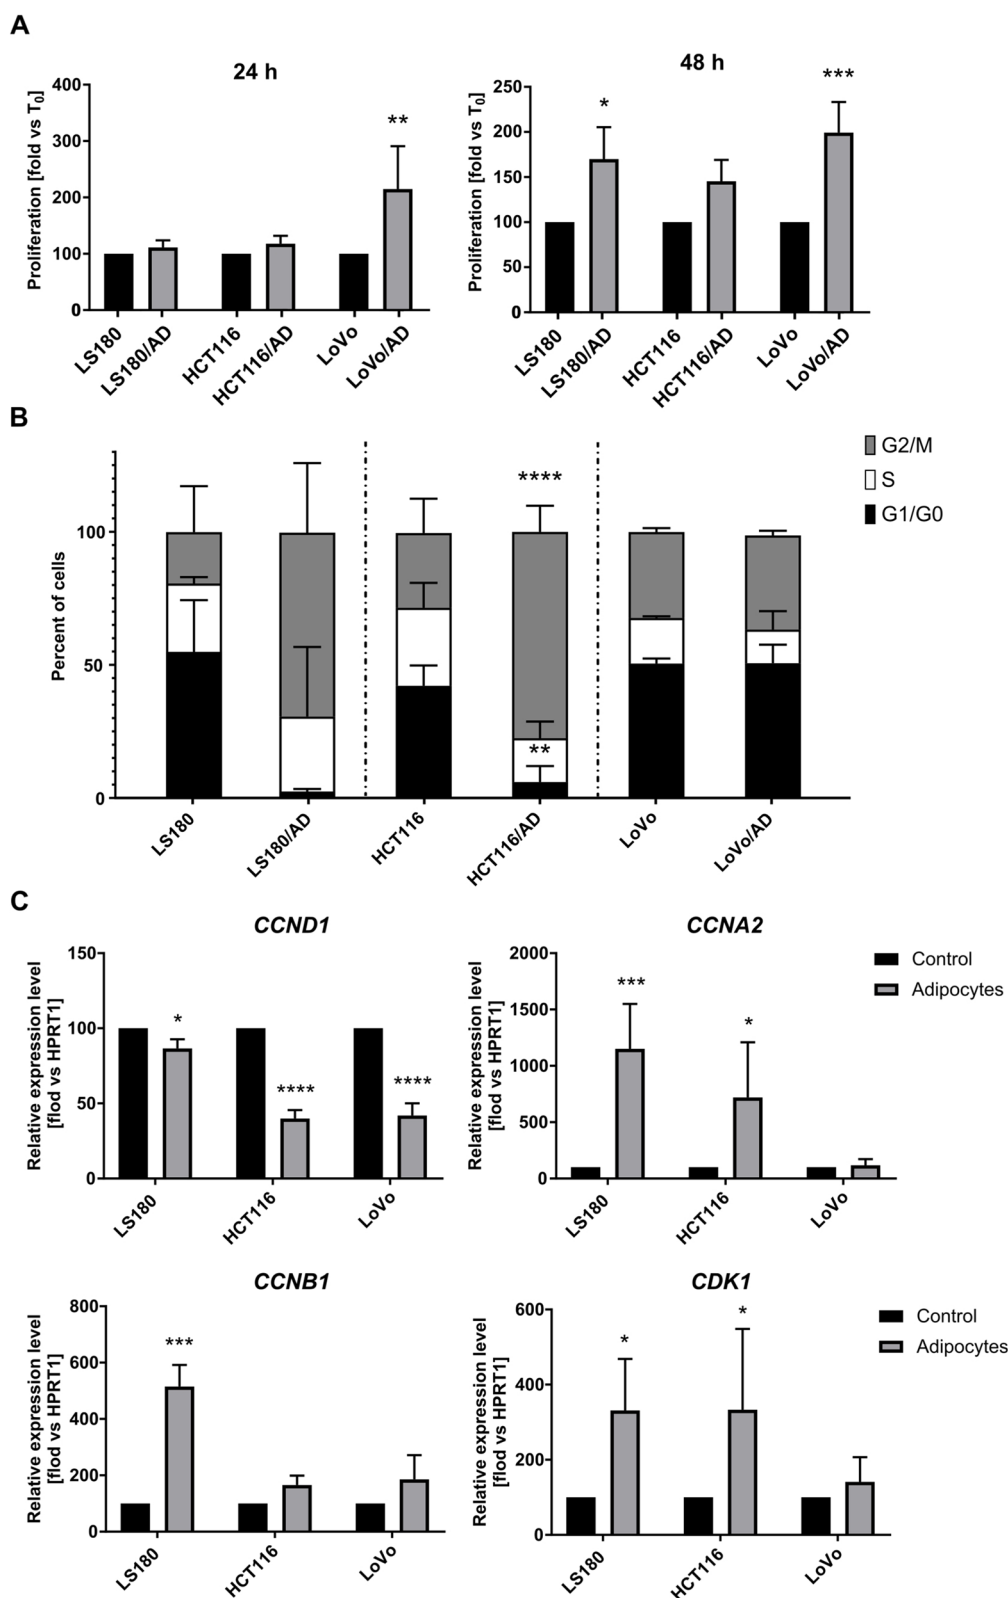 A
24 h
Proliferation [fold vs T0]
400
300
200
100
0
**
LS180
LS180/AD
HCT116
HCT116/AD
LoVo
LoVo/AD
48 h
Proliferation [fold vs T0]
250
200
150
100
50
0
*
***
LS180
LS180/AD
HCT116
HCT116/AD
LoVo
LoVo/AD
B
Percent of cells
100
50
0
****
**
G2/M
S
G1/G0
LS180
LS180/AD
HCT116
HCT116/AD
LoVo
LoVo/AD
C
CCND1
Relative expression level
[flod vs HPRT1]
150
100
50
0
*
****
****
LS180
HCT116
LoVo
CCNA2
Relative expression level
[flod vs HPRT1]
2000
1500
1000
500
0
***
*
LS180
HCT116
LoVo
Control
Adipocytes
CCNB1
Relative expression level
[flod vs HPRT1]
800
600
400
200
0
***
LS180
HCT116
LoVo
CDK1
Relative expression level
[flod vs HPRT1]
600
400
200
0
*
*
LS180
HCT116
LoVo
Control
Adipocytes